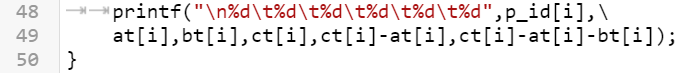 48 printf("\n%d\t%d\t%d\t%d\t%d\t%d",p_id[i],\
49 at[i],bt[i],ct[i],ct[i]-at[i],ct[i]-at[i]-bt[i]);
50 }